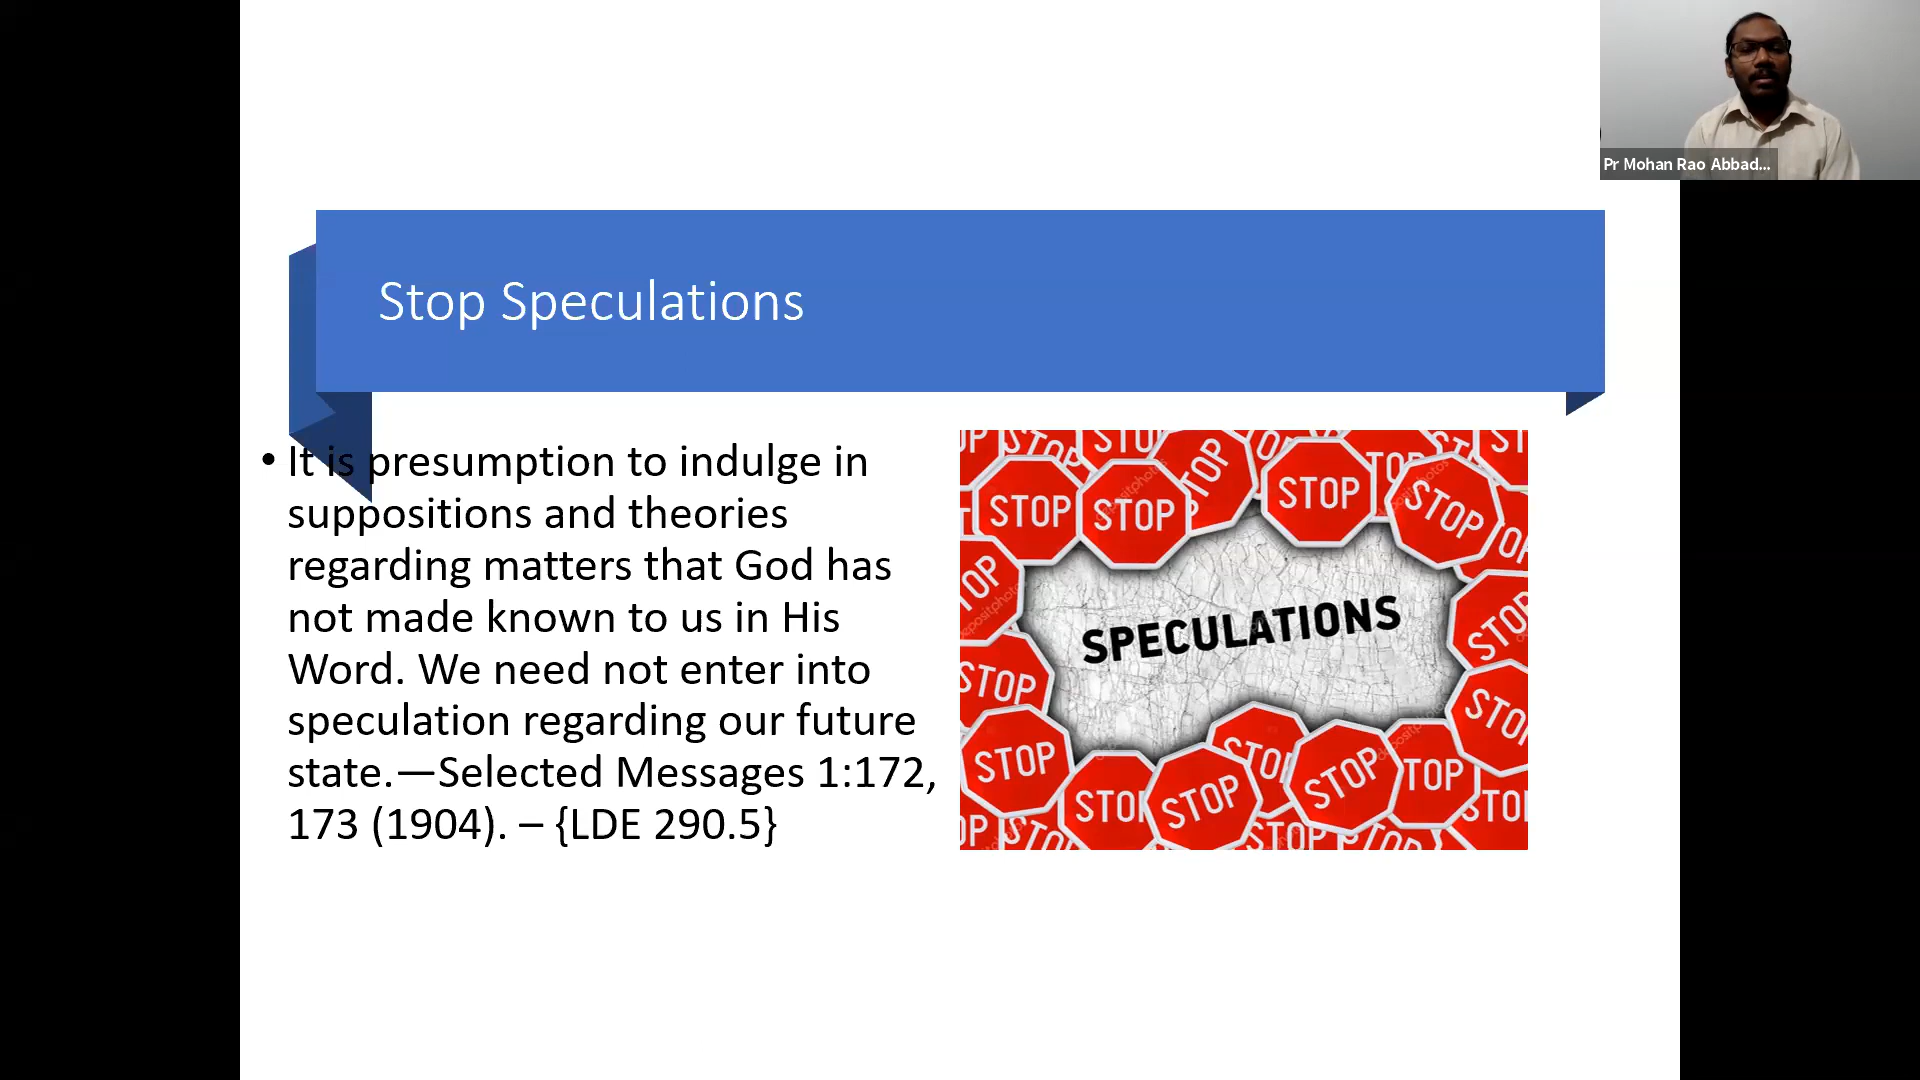 Pr Mohan Rao Abbad...
Stop Speculations
• It is presumption to indulge in
suppositions and theories
regarding matters that God has
not made known to us in His
Word. We need not enter into
speculation regarding our future
state.—Selected Messages 1:172,
173 (1904). – {LDE 290.5}
STOP STOP STOP STOP STOP
SPECULATIONS
STOP STOP STOP